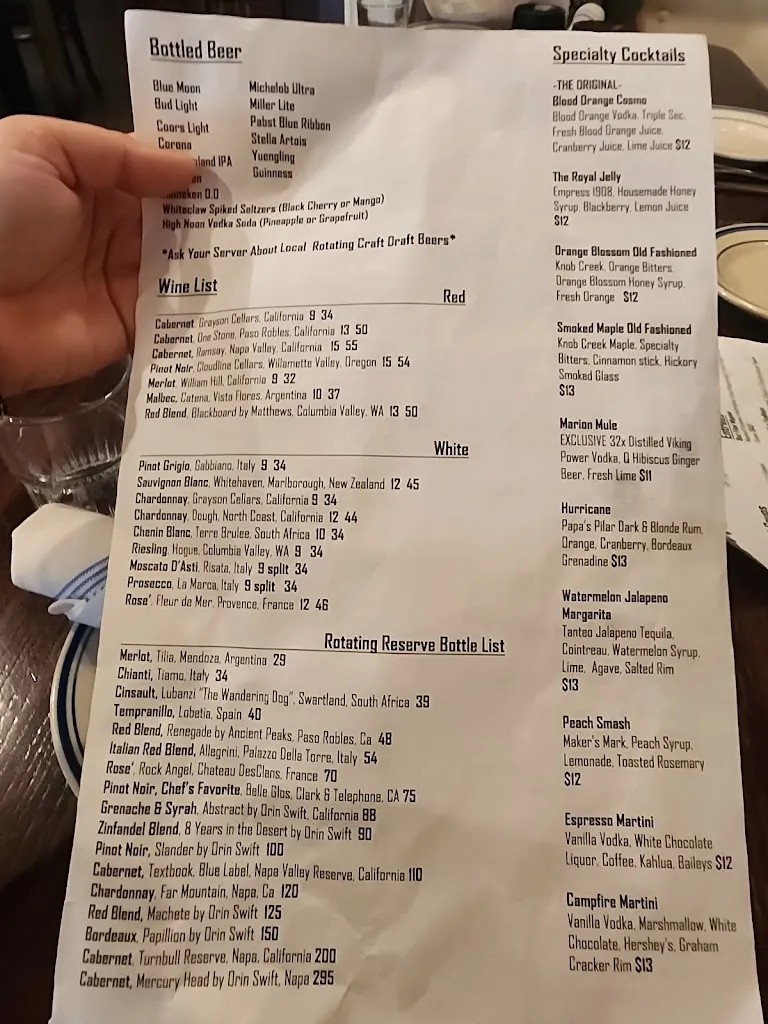 Bottled Beer
Blue Moon
Bud Light
Coors Light
Corona
IPA
0.0
Michelob Ultra
Miller Lite
Pabst Blue Ribbon
Stella Artois
Yuengling
Guinness
Whiteclaw Spiked Seltzers (Black Cherry or Mango)
High Noon Vodka Soda (Pineapple or Grapefruit)
*Ask Your Server About Local Rotating Craft Draft Beers*
Wine List
Red
Cabernet, Grayson Cellars, California 9 34
Cabernet, One Stone, Paso Robles, California 13 50
Cabernet, Ramsay, Napa Valley, California 15 55
Pinot Noir, Cloudline Cellars, Willamette Valley, Oregon 15 54
Merlot, William Hill, California 9 32
Malbec, Catena, Vista Flores, Argentina 10 37
Red Blend, Blackboard by Matthews, Columbia Valley, WA 13 50
White
Pinot Grigio, Gabbiano, Italy 9 34
Sauvignon Blanc, Whitehaven, Marlborough, New Zealand 12 45
Chardonnay, Grayson Cellars, California 9 34
Chardonnay, Dough, North Coast, California 12 44
Chenin Blanc, Terre Brulee, South Africa 10 34
Riesling, Hogue, Columbia Valley, WA 9 34
Moscato D'Asti, Risata, Italy 9 split 34
Prosecco, La Marca, Italy 9 split 34
Rose', Fleur de Mer, Provence, France 12 46
Rotating Reserve Bottle List
Merlot, Tilia, Mendoza, Argentina 29
Chianti, Tiamo, Italy 34
Cinsault, Lubanzi "The Wandering Dog", Swartland, South Africa 39
Tempranillo, Lobetia, Spain 40
Red Blend, Renegade by Ancient Peaks, Paso Robles, Ca 48
Italian Red Blend, Allegrini, Palazzo Della Torre, Italy 54
Rose', Rock Angel, Chateau DesClans, France 70
Pinot Noir, Chef's Favorite, Belle Glos, Clark & Telephone, CA 75
Grenache & Syrah, Abstract by Orin Swift, California 88
Zinfandel Blend, 8 Years in the Desert by Orin Swift 90
Pinot Noir, Slander by Orin Swift 100
Cabernet, Textbook, Blue Label, Napa Valley Reserve, California 110
Chardonnay, Far Mountain, Napa, Ca 120
Red Blend, Machete by Orin Swift 125
Bordeaux, Papillion by Orin Swift 150
Cabernet, Turnbull Reserve, Napa, California 200
Cabernet, Mercury Head by Orin Swift, Napa 295
Specialty Cocktails
-THE ORIGINAL-
Blood Orange Cosmo
Blood Orange Vodka, Triple Sec,
Fresh Blood Orange Juice,
Cranberry Juice, Lime Juice $12
The Royal Jelly
Empress 1908, Housemade Honey
Syrup, Blackberry, Lemon Juice
$12
Orange Blossom Old Fashioned
Knob Creek, Orange Bitters,
Orange Blossom Honey Syrup,
Fresh Orange $12
Smoked Maple Old Fashioned
Knob Creek Maple, Specialty
Bitters, Cinnamon stick, Hickory
Smoked Glass
$13
Marion Mule
EXCLUSIVE 32x Distilled Viking
Power Vodka, Q Hibiscus Ginger
Beer, Fresh Lime $11
Hurricane
Papa's Pilar Dark & Blonde Rum,
Orange, Cranberry, Bordeaux
Grenadine $13
Watermelon Jalapeno
Margarita
Tanteo Jalapeno Tequila,
Cointreau, Watermelon Syrup,
Lime, Agave, Salted Rim
$13
Peach Smash
Maker's Mark, Peach Syrup,
Lemonade, Toasted Rosemary
$12
Espresso Martini
Vanilla Vodka, White Chocolate
Liquor, Coffee, Kahlua, Baileys $12
Campfire Martini
Vanilla Vodka, Marshmallow, White
Chocolate, Hershey's, Graham
Cracker Rim $13